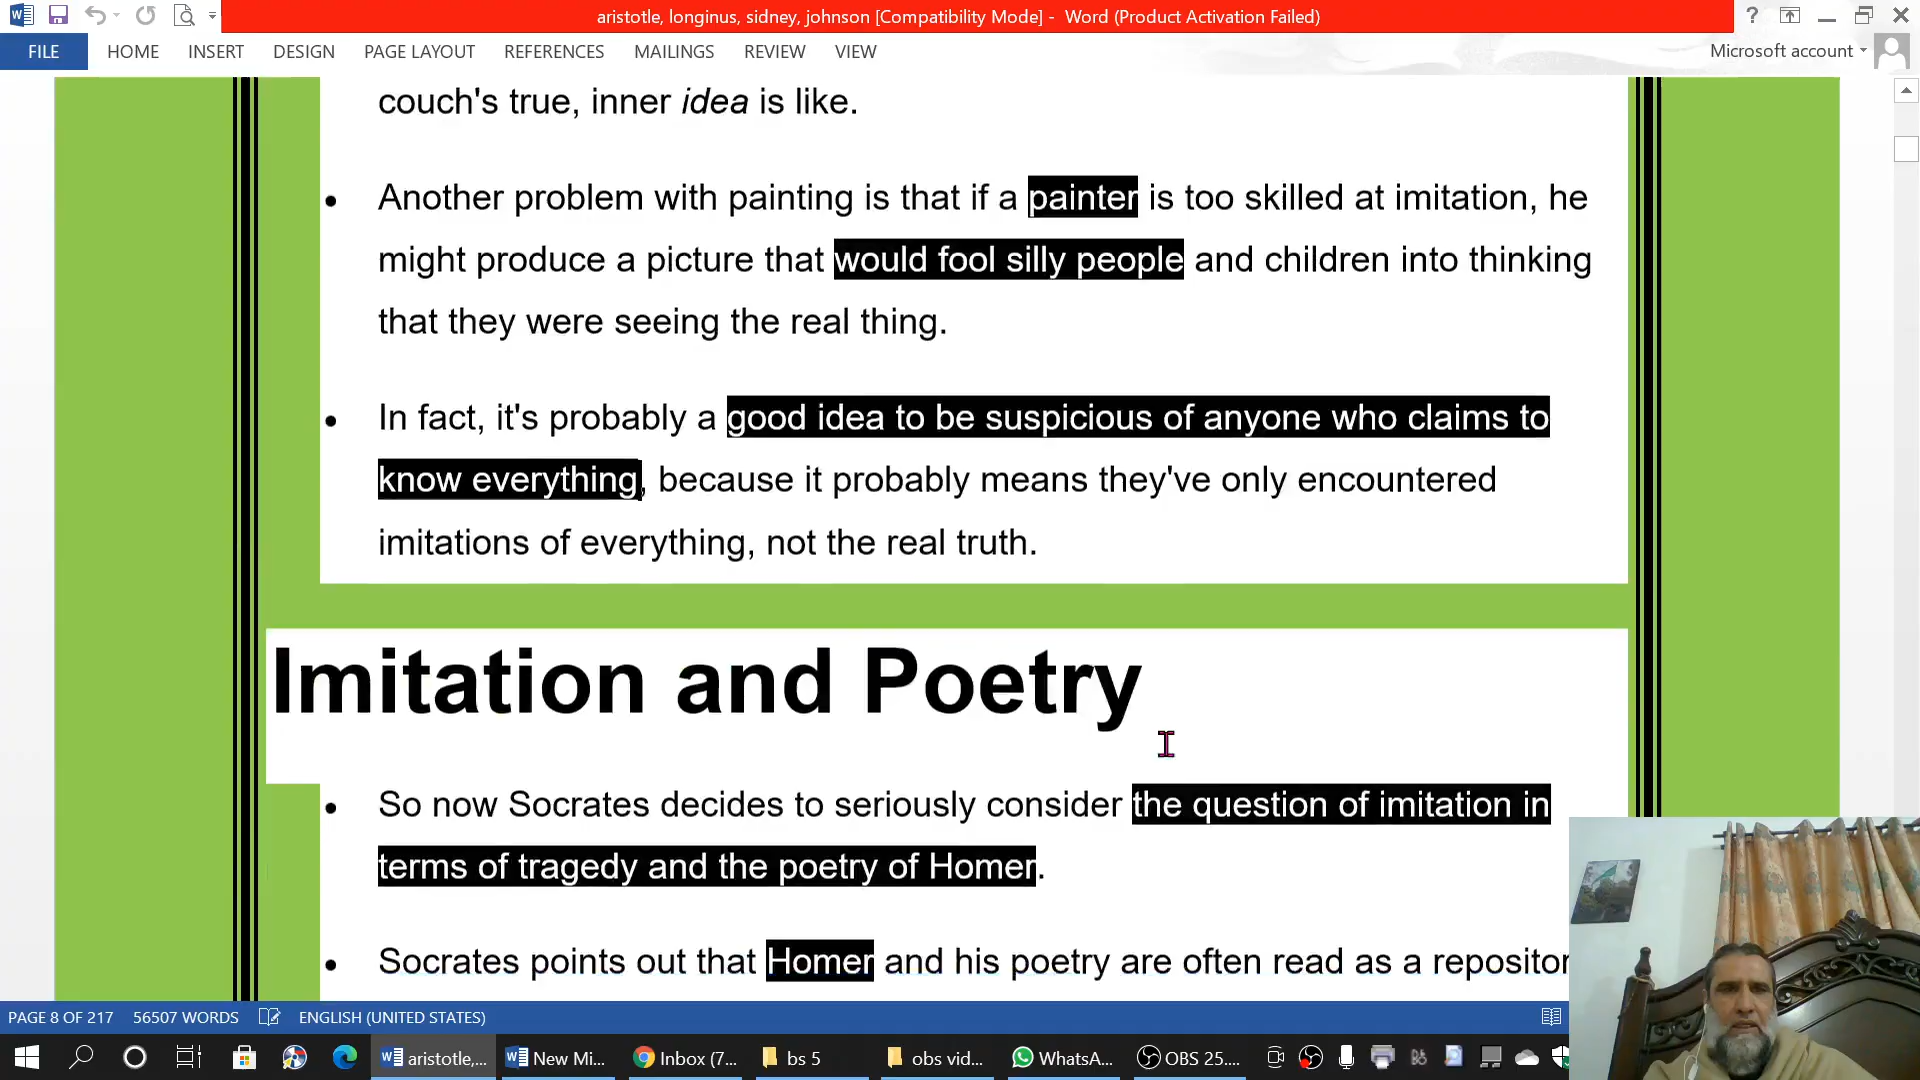 aristotle, longinus, sidney, johnson [Compatibility Mode] - Word (Product Activation Failed)
FILE HOME INSERT DESIGN PAGE LAYOUT REFERENCES MAILINGS REVIEW VIEW Microsoft account
couch's true, inner idea is like.
• Another problem with painting is that if a painter is too skilled at imitation, he
might produce a picture that would fool silly people and children into thinking
that they were seeing the real thing.
• In fact, it's probably a good idea to be suspicious of anyone who claims to
know everything, because it probably means they've only encountered
imitations of everything, not the real truth.
Imitation and Poetry
• So now Socrates decides to seriously consider the question of imitation in
terms of tragedy and the poetry of Homer.
• Socrates points out that Homer and his poetry are often read as a repositor
PAGE 8 OF 217 56507 WORDS ENGLISH (UNITED STATES)
aristotle,... New Mi... Inbox (7... bs 5 obs vid... WhatsA... OBS 25....